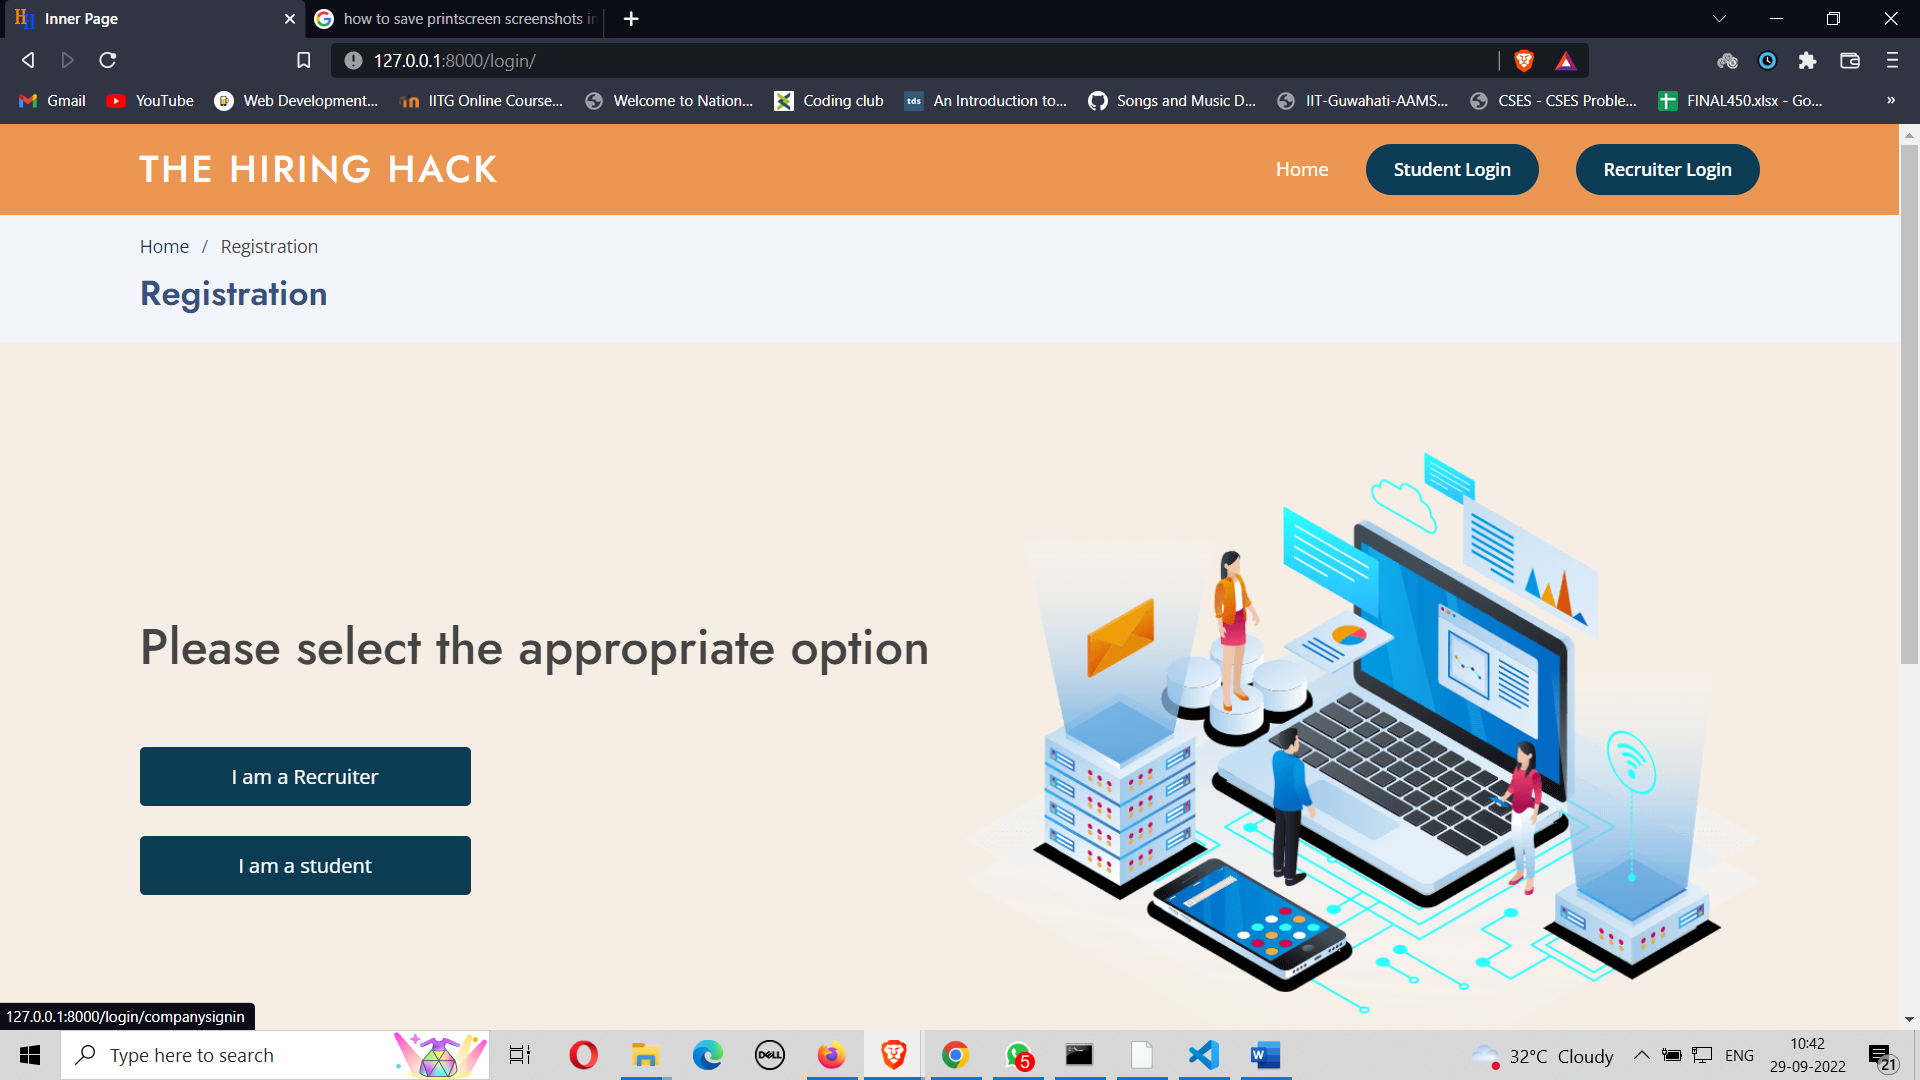 Inner Page
how to save printscreen screenshots in
127.0.0.1:8000/login/
Gmail YouTube Web Development... IITG Online Course... Welcome to Nation... Coding club An Introduction to... Songs and Music D... IIT-Guwahati-AAMS... CSES - CSES Proble... FINAL450.xlsx - Go... »
tds
THE HIRING HACK
Home Student Login Recruiter Login
Home / Registration
Registration
Please select the appropriate option
I am a Recruiter
I am a student
127.0.0.1:8000/login/companysignin
Type here to search
DELL
5
W
32°C Cloudy
ENG
10:42
29-09-2022
21